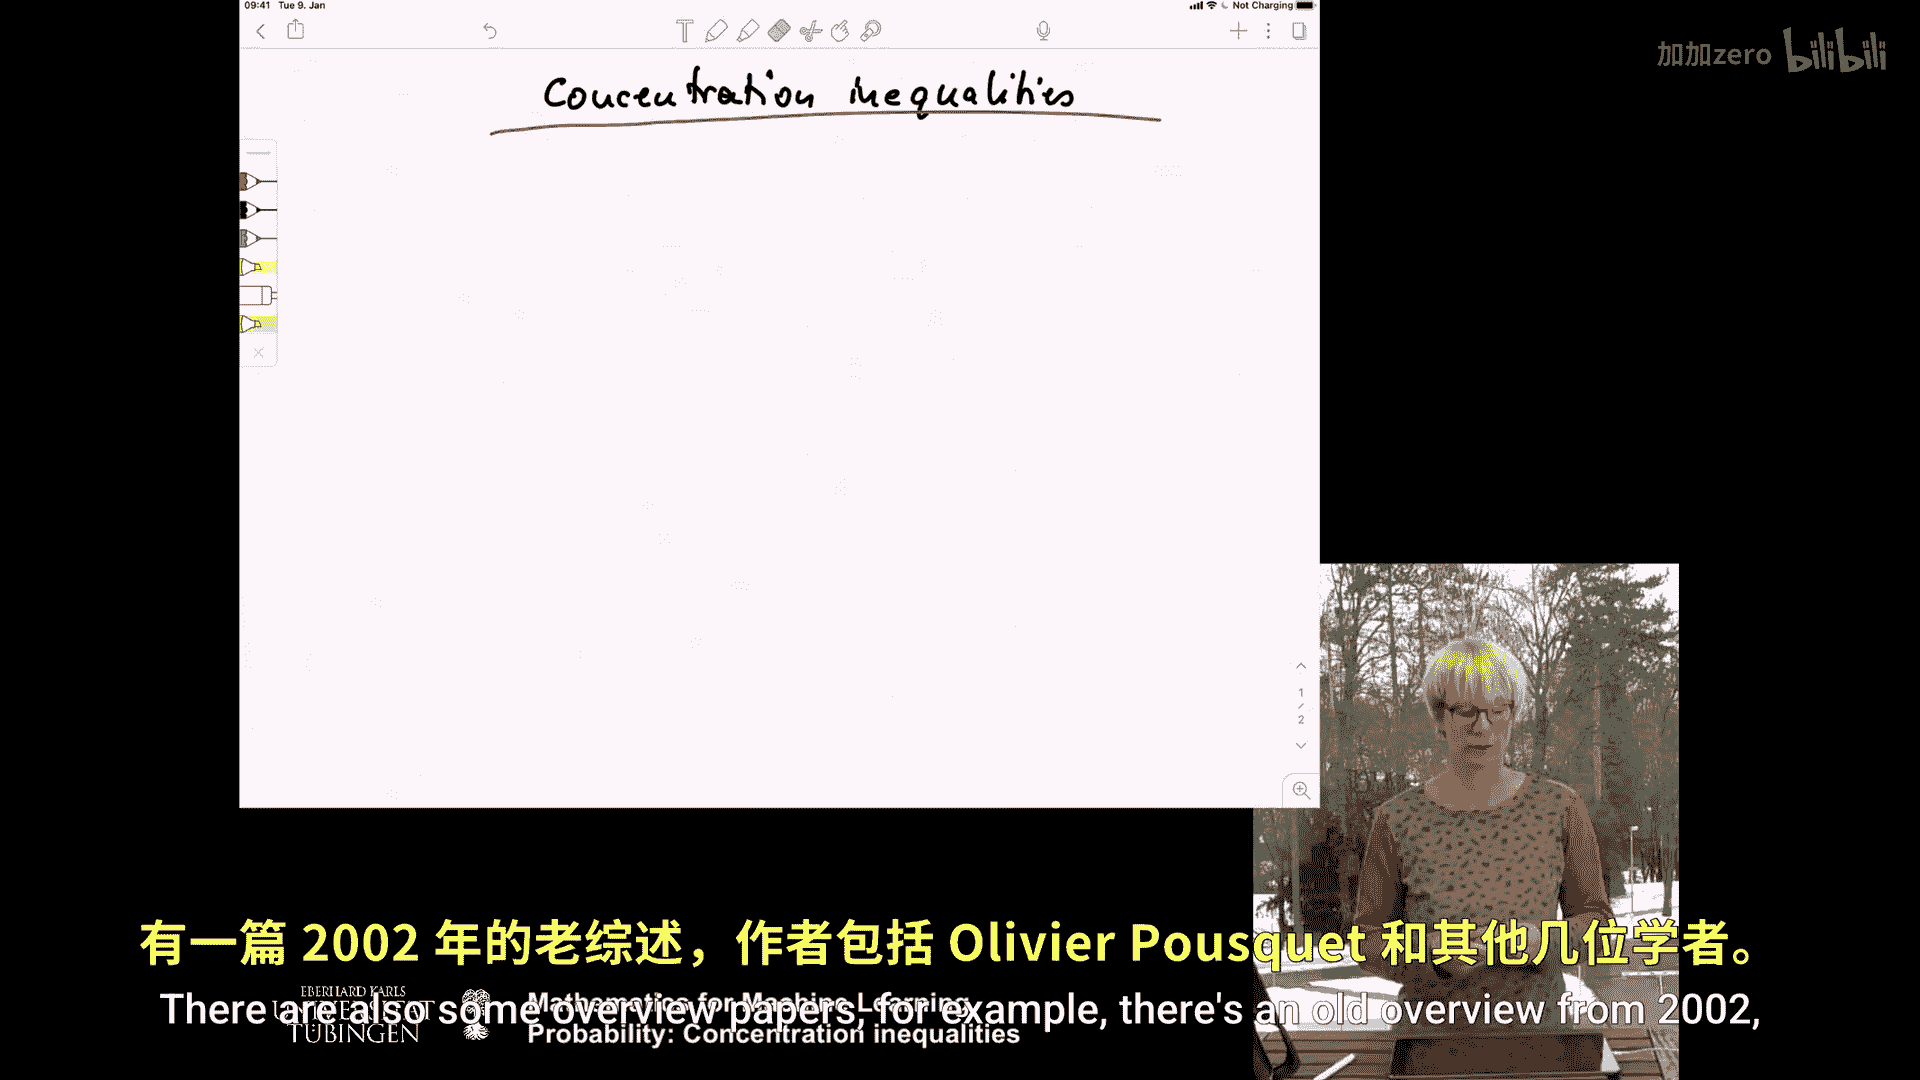 09:41 Tue 9. Jan
Not Charging
加加zero bilibili
Concentration inequalities
T
1
/
2
有一篇 2002 年的老综述，作者包括 Olivier Pousquet 和其他几位学者。
There are also some overview papers, for example, there's an old overview from 2002,
EBERHARD KARLS
UNIVERSITÄT
TÜBINGEN
Mathematics for Machine Learning
Probability: Concentration inequalities